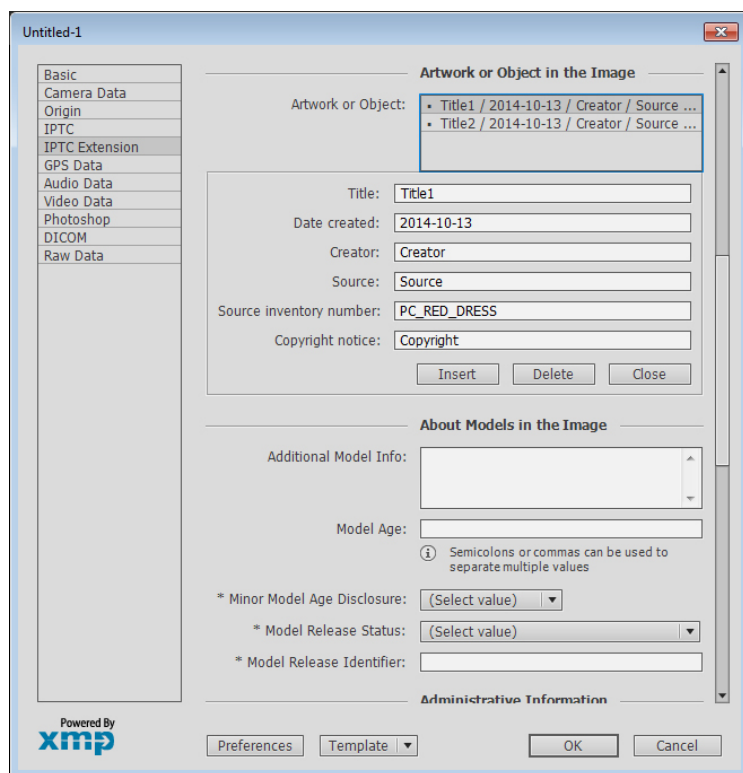 Untitled-1
Basic
Camera Data
Origin
IPTC
IPTC Extension
GPS Data
Audio Data
Video Data
Photoshop
DICOM
Raw Data
Artwork or Object in the Image
Artwork or Object:
▪ Title1 / 2014-10-13 / Creator / Source ...
▪ Title2 / 2014-10-13 / Creator / Source ...
Title: Title1
Date created: 2014-10-13
Creator: Creator
Source: Source
Source inventory number: PC_RED_DRESS
Copyright notice: Copyright
Insert Delete Close
About Models in the Image
Additional Model Info:
Model Age:
Semicolons or commas can be used to
separate multiple values
* Minor Model Age Disclosure: (Select value)
* Model Release Status: (Select value)
* Model Release Identifier:
Administrative Information
Powered By
xmp
Preferences Template OK Cancel